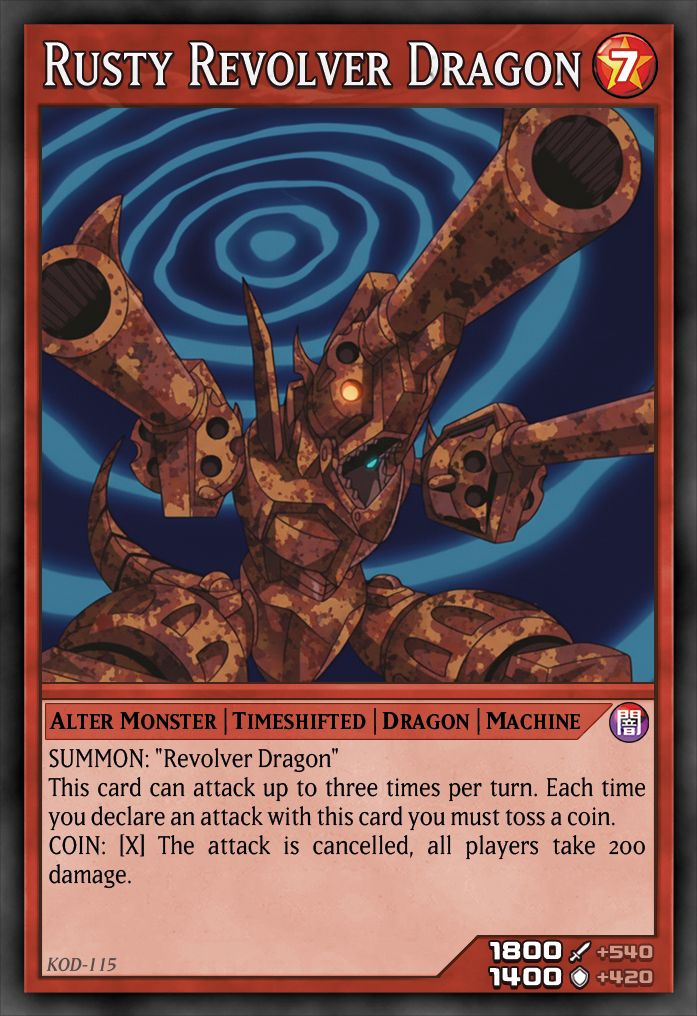 Rusty Revolver Dragon 7
Alter Monster | Timeshifted | Dragon | Machine 闇
SUMMON: "Revolver Dragon"
This card can attack up to three times per turn. Each time
you declare an attack with this card you must toss a coin.
COIN: [X] The attack is cancelled, all players take 200
damage.
1800 +540
KOD-115
1400 +420